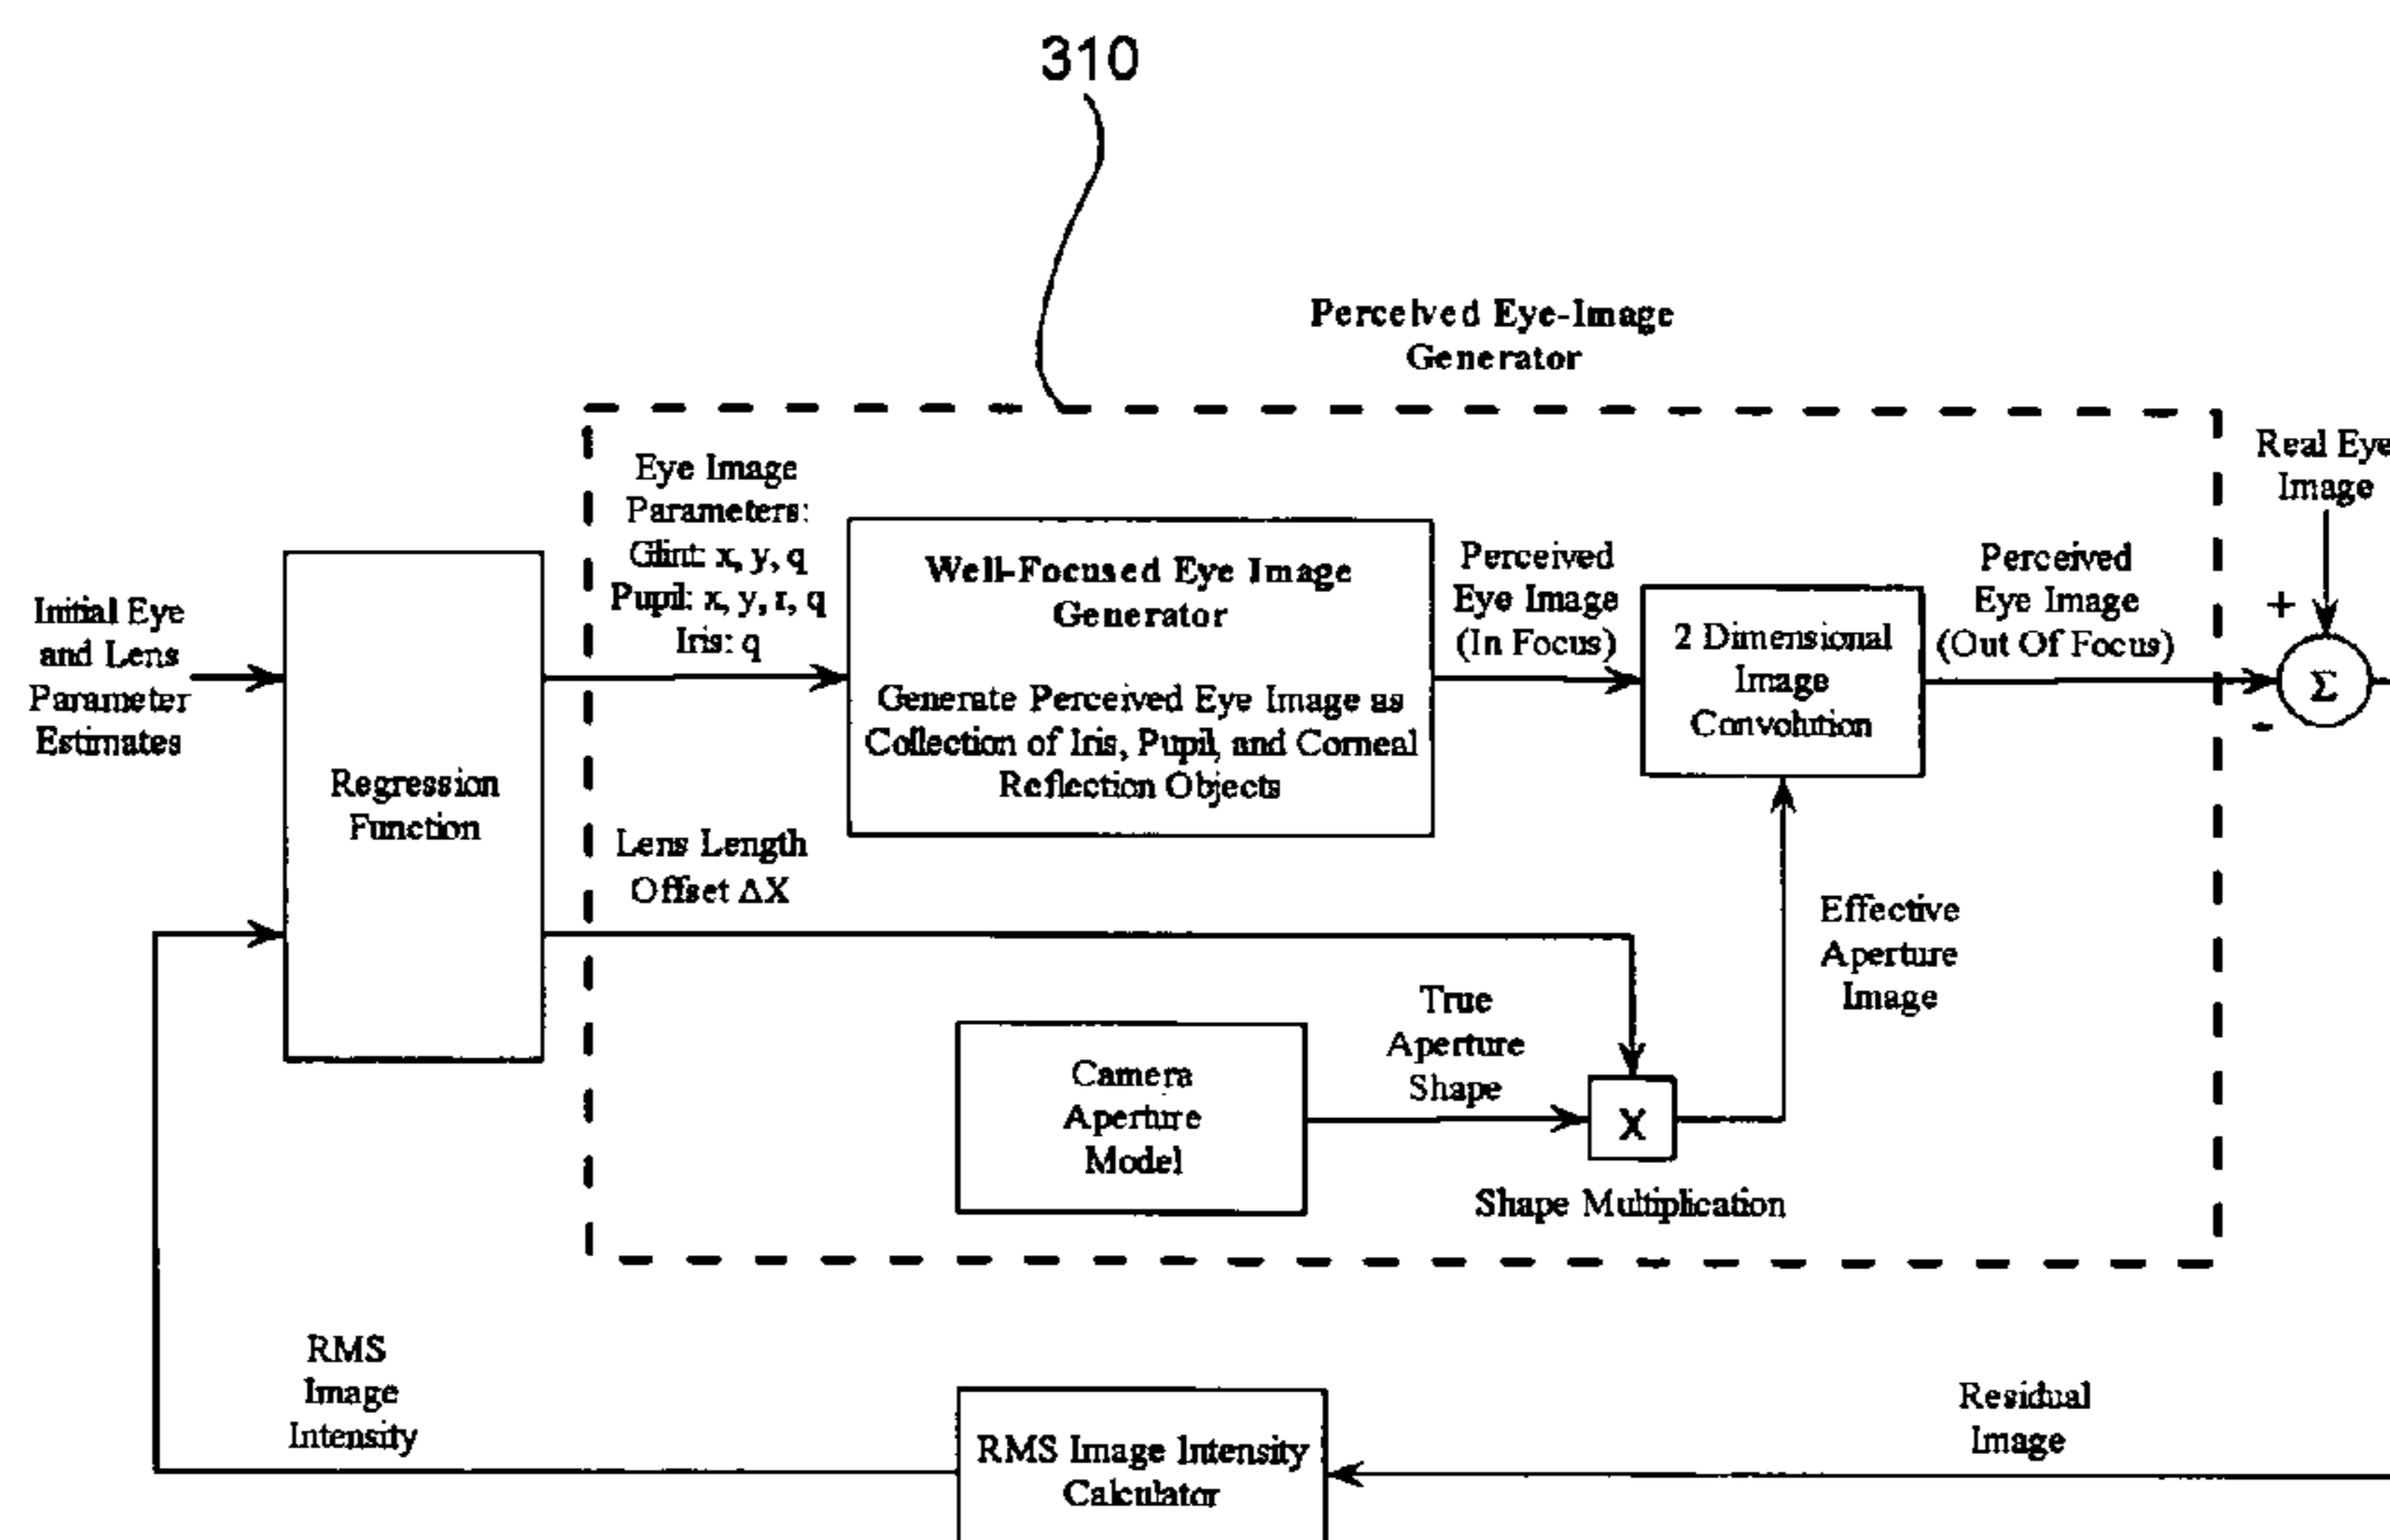 310
Perceived Eye-Image
Generator
Real Eye
Image
Eye Image
Parameters:
Glint: x, y, q
Pupil: x, y, r, q
Iris: q
Well-Focused Eye Image
Generator
Generate Perceived Eye Image as
Collection of Iris, Pupil, and Corneal
Reflection Objects
Perceived
Eye Image
(In Focus)
2 Dimensional
Image
Convolution
Perceived
Eye Image
(Out Of Focus)
+
Σ
-
Initial Eye
and Lens
Parameter
Estimates
Regression
Function
Lens Length
Offset ΔX
Effective
Aperture
Image
True
Aperture
Shape
Camera
Aperture
Model
X
Shape Multiplication
RMS
Image
Intensity
RMS Image Intensity
Calculator
Residual
Image